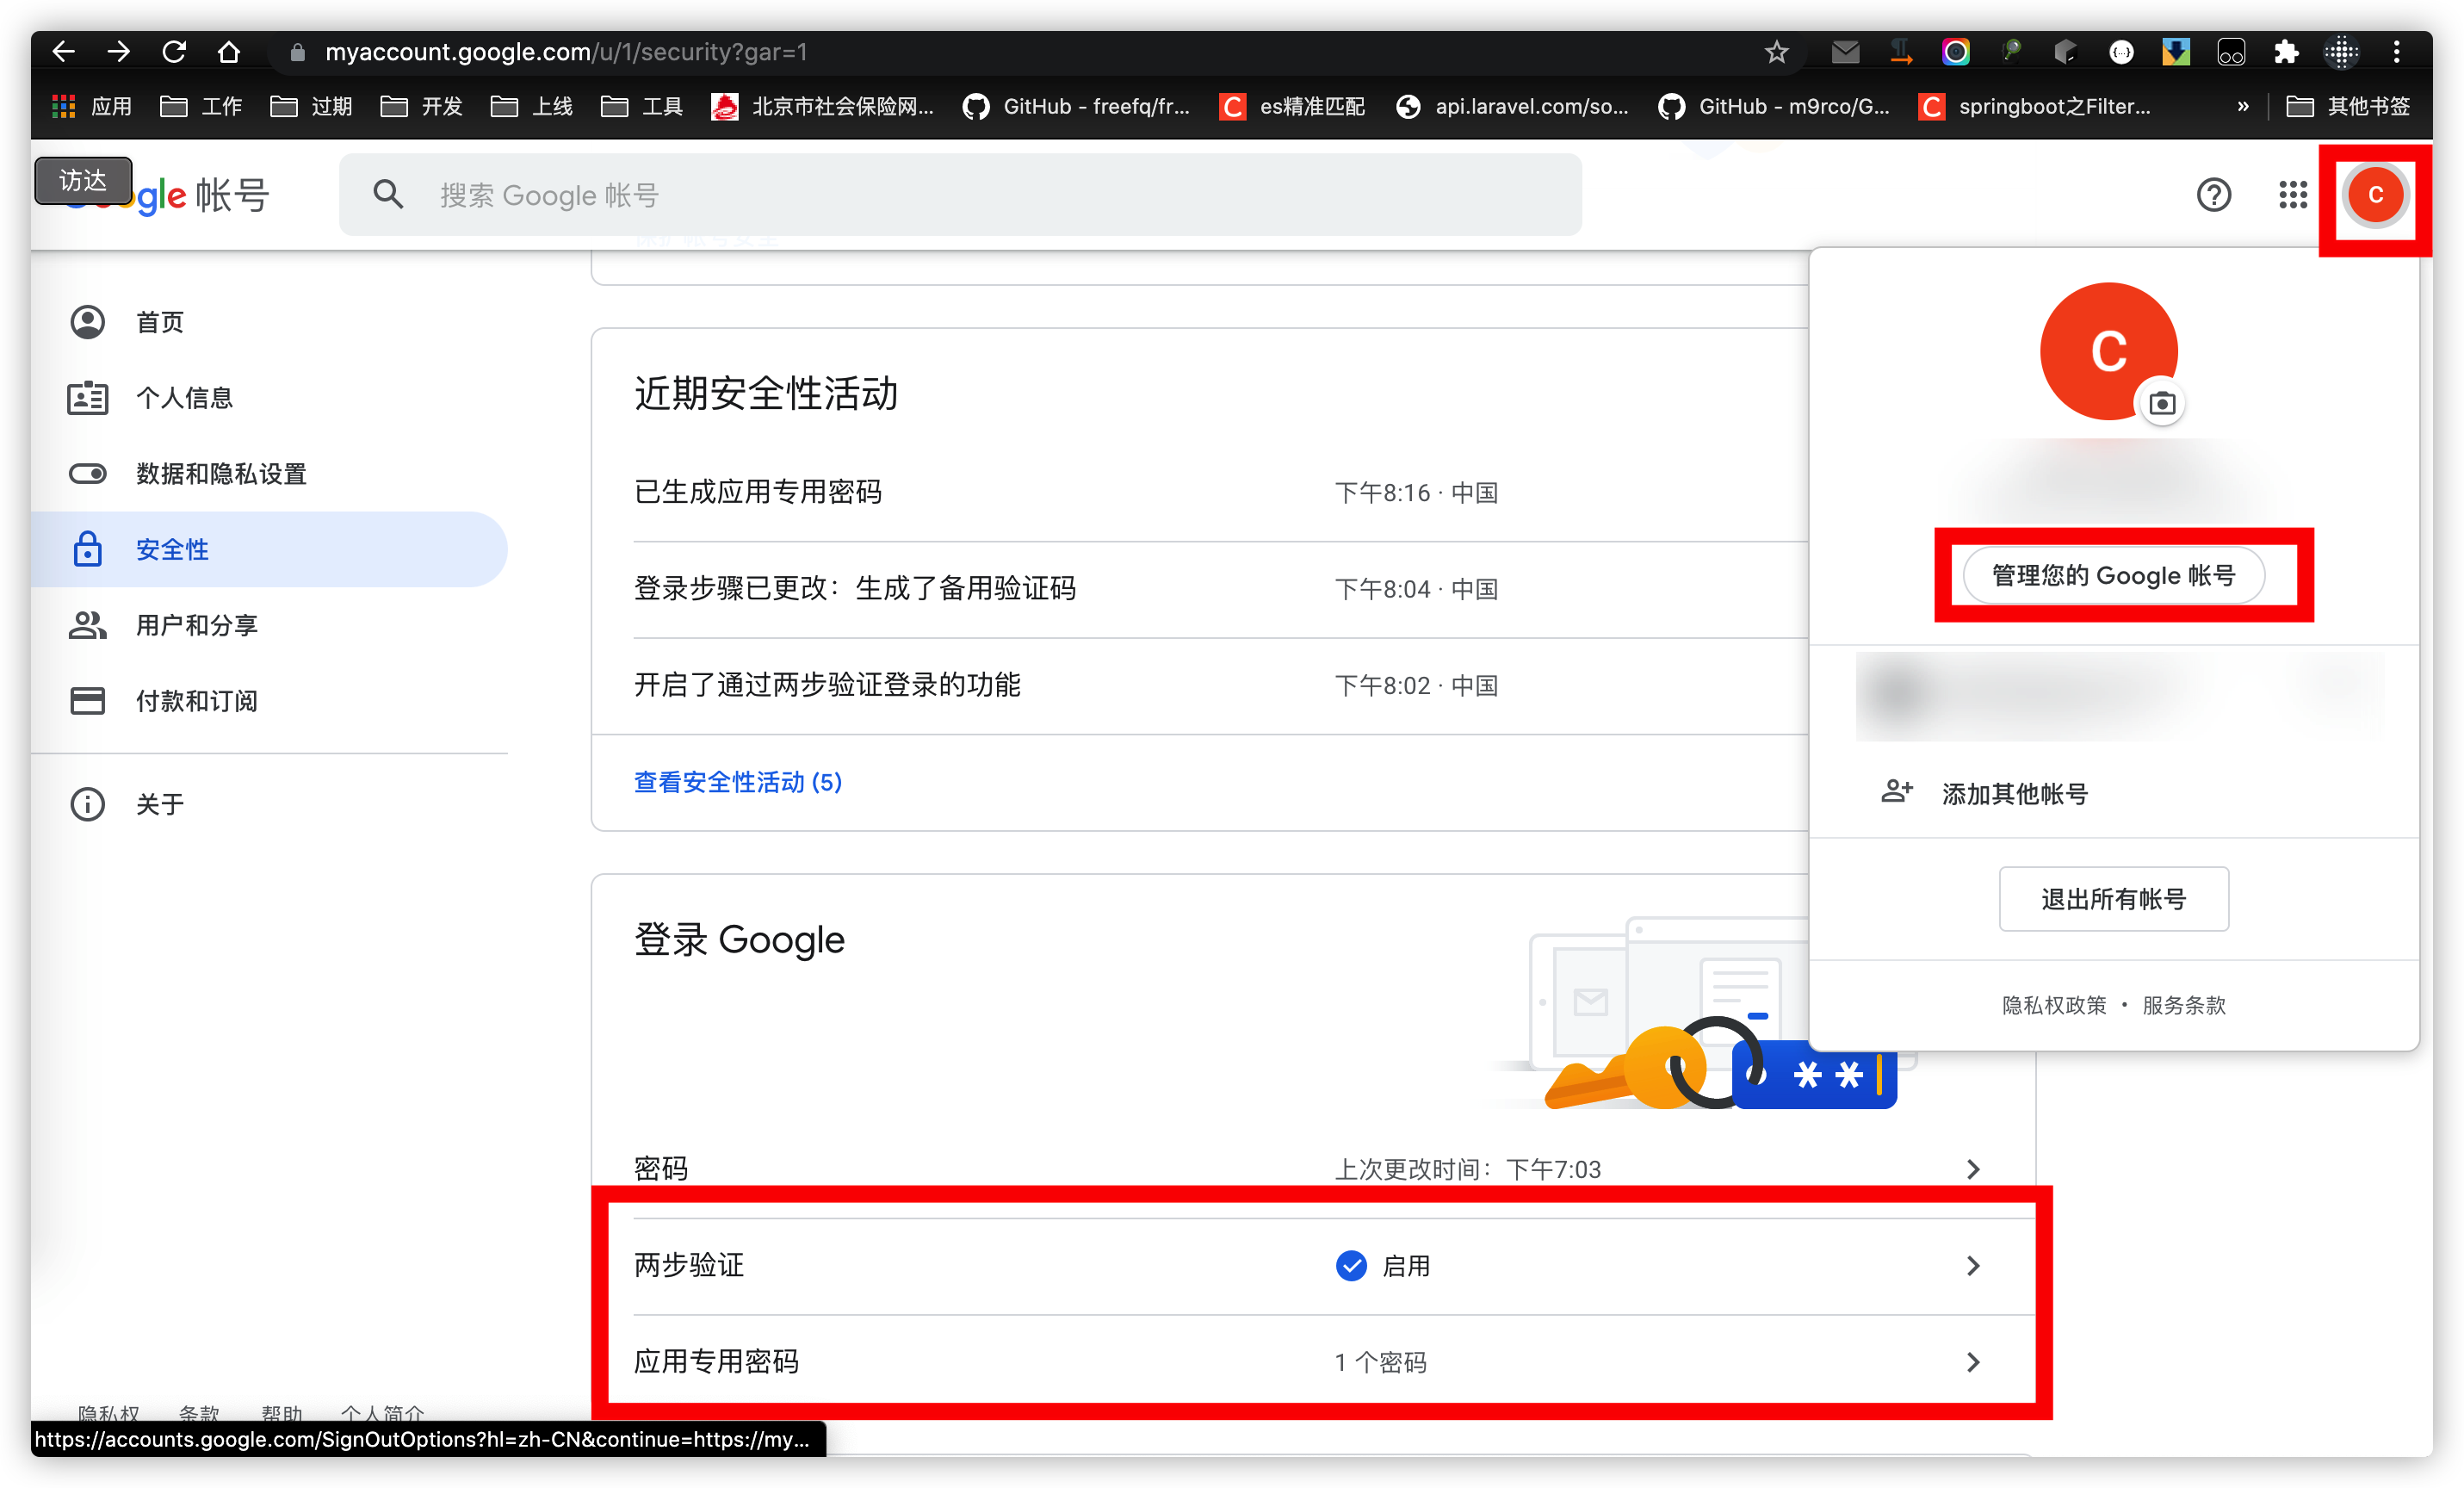 myaccount.google.com/u/1/security?gar=1
应用 工作 过期 开发 上线 工具 北京市社会保险网... GitHub - freefq/fr... es精准匹配 api.laravel.com/so... GitHub - m9rco/G... springboot之Filter... » 其他书签
访达
gle 帐号
搜索 Google 帐号
C
首页
个人信息
数据和隐私设置
安全性
用户和分享
付款和订阅
关于
近期安全性活动
已生成应用专用密码 下午8:16 · 中国
登录步骤已更改：生成了备用验证码 下午8:04 · 中国
开启了通过两步验证登录的功能 下午8:02 · 中国
查看安全性活动 (5)
登录 Google
密码 上次更改时间：下午7:03
两步验证 启用
应用专用密码 1 个密码
C
管理您的 Google 帐号
添加其他帐号
退出所有帐号
隐私权政策 • 服务条款
隐私权 条款 帮助 个人简介
https://accounts.google.com/SignOutOptions?hl=zh-CN&continue=https://my...